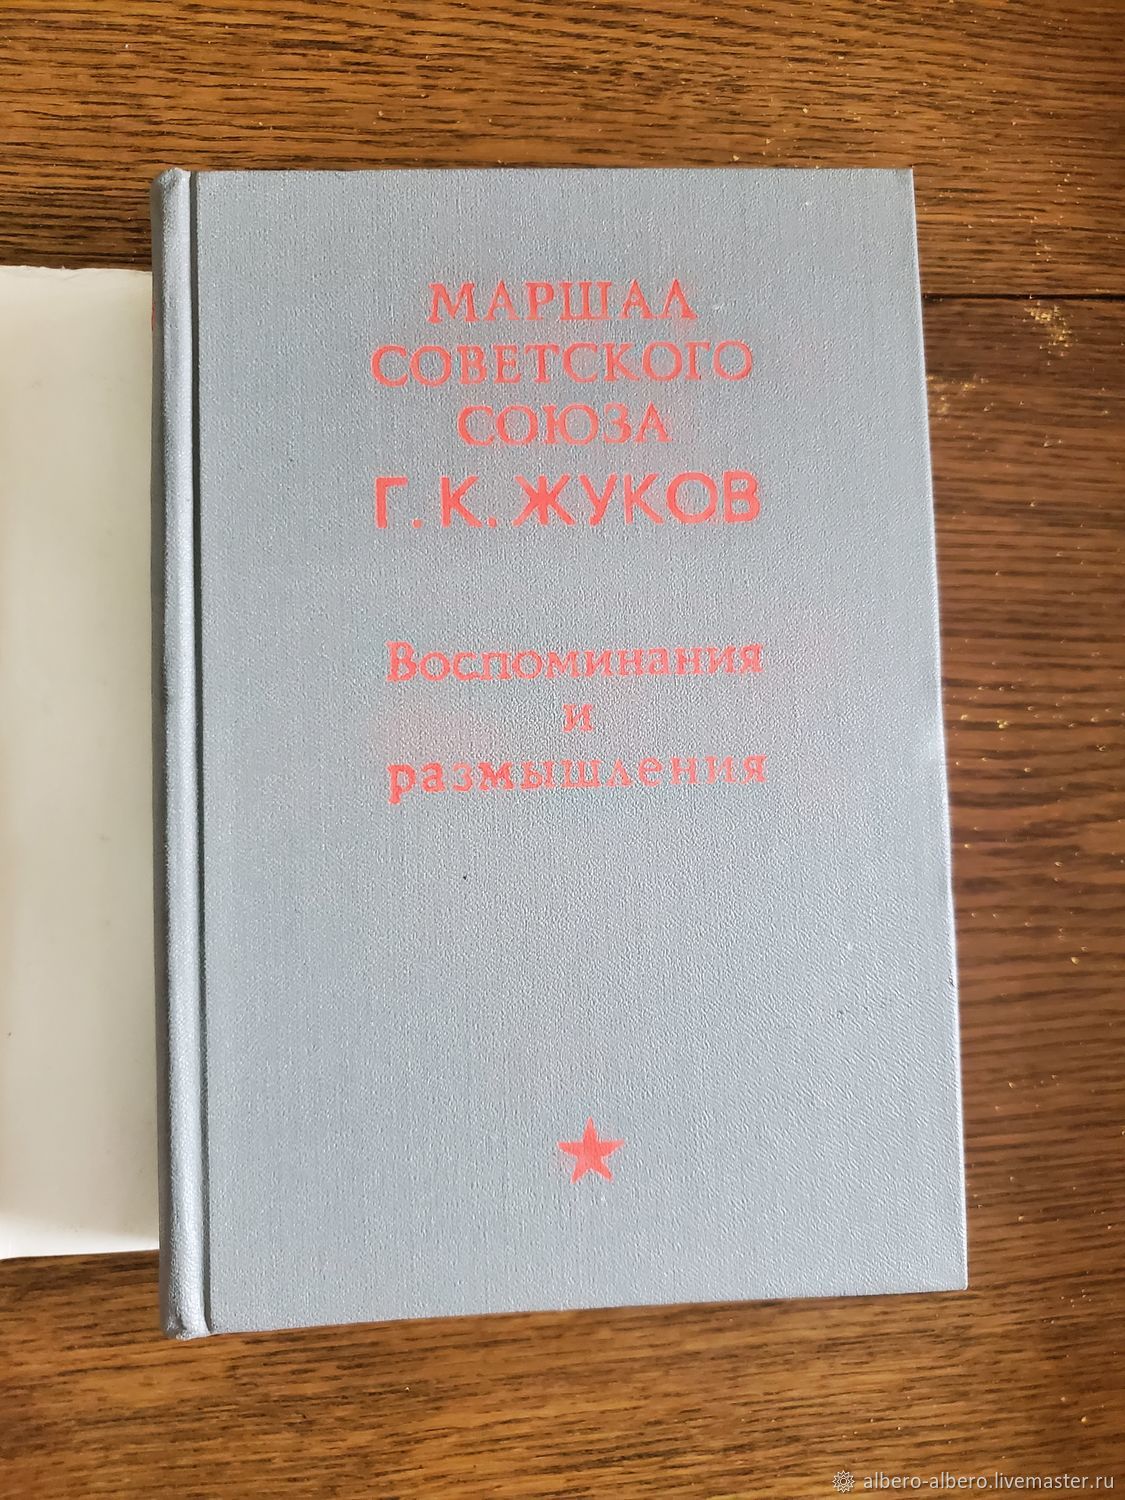 МАРШАЛ
СОВЕТСКОГО
СОЮЗА
Г. К. ЖУКОВ
Воспоминания
и
размышления
albero-albero.livemaster.ru